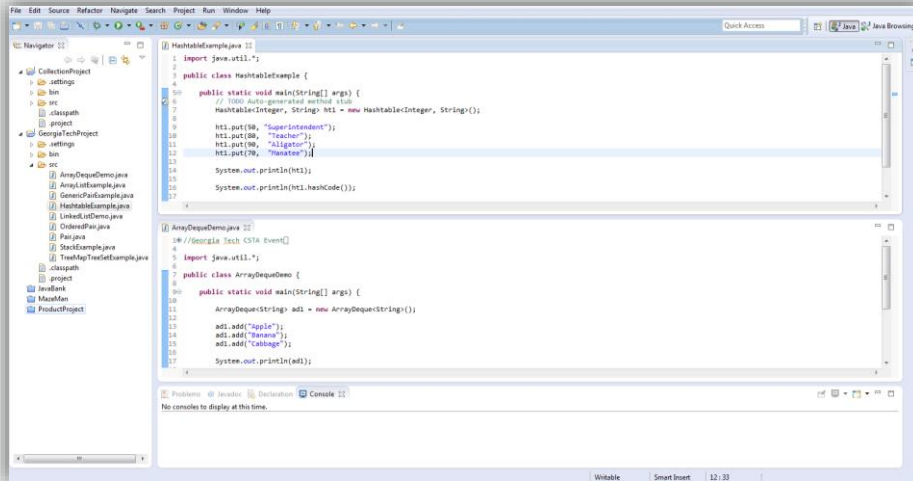 File Edit Source Refactor Navigate Search Project Run Window Help
Quick Access
Java
Java Browsing
Navigator
CollectionProject
.settings
bin
src
.classpath
.project
GeorgiaTechProject
.settings
bin
src
ArrayDequeDemo.java
ArrayListExample.java
GenericPairExample.java
HashtableExample.java
LinkedListDemo.java
OrderedPair.java
Pair.java
StackExample.java
TreeMapTreeSetExample.java
.classpath
.project
JavaBank
MazeMan
ProductProject
HashtableExample.java
1 import java.util.*;
2
3 public class HashtableExample {
4
5 public static void main(String[] args) {
6 // TODO Auto-generated method stub
7 Hashtable<Integer, String> ht1 = new Hashtable<Integer, String>();
8
9 ht1.put(50, "Superintendent");
10 ht1.put(80, "Teacher");
11 ht1.put(90, "Aligator");
12 ht1.put(70, "Manatee");
13
14 System.out.println(ht1);
15
16 System.out.println(ht1.hashCode());
17
ArrayDequeDemo.java
1 //Georgia Tech CSTA Event
4
5 import java.util.*;
6
7 public class ArrayDequeDemo {
8
9 public static void main(String[] args) {
10
11 ArrayDeque<String> ad1 = new ArrayDeque<String>();
12
13 ad1.add("Apple");
14 ad1.add("Banana");
15 ad1.add("Cabbage");
16
17 System.out.println(ad1);
Problems Javadoc Declaration Console
No consoles to display at this time.
Writable Smart Insert 12 : 33